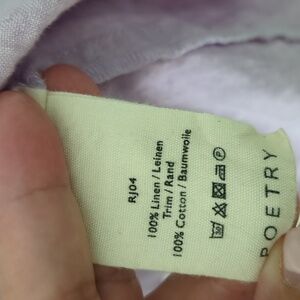 RJ04
100% Linen / Leinen
Trim / Rand
100% Cotton / Baumwolle
POETRY